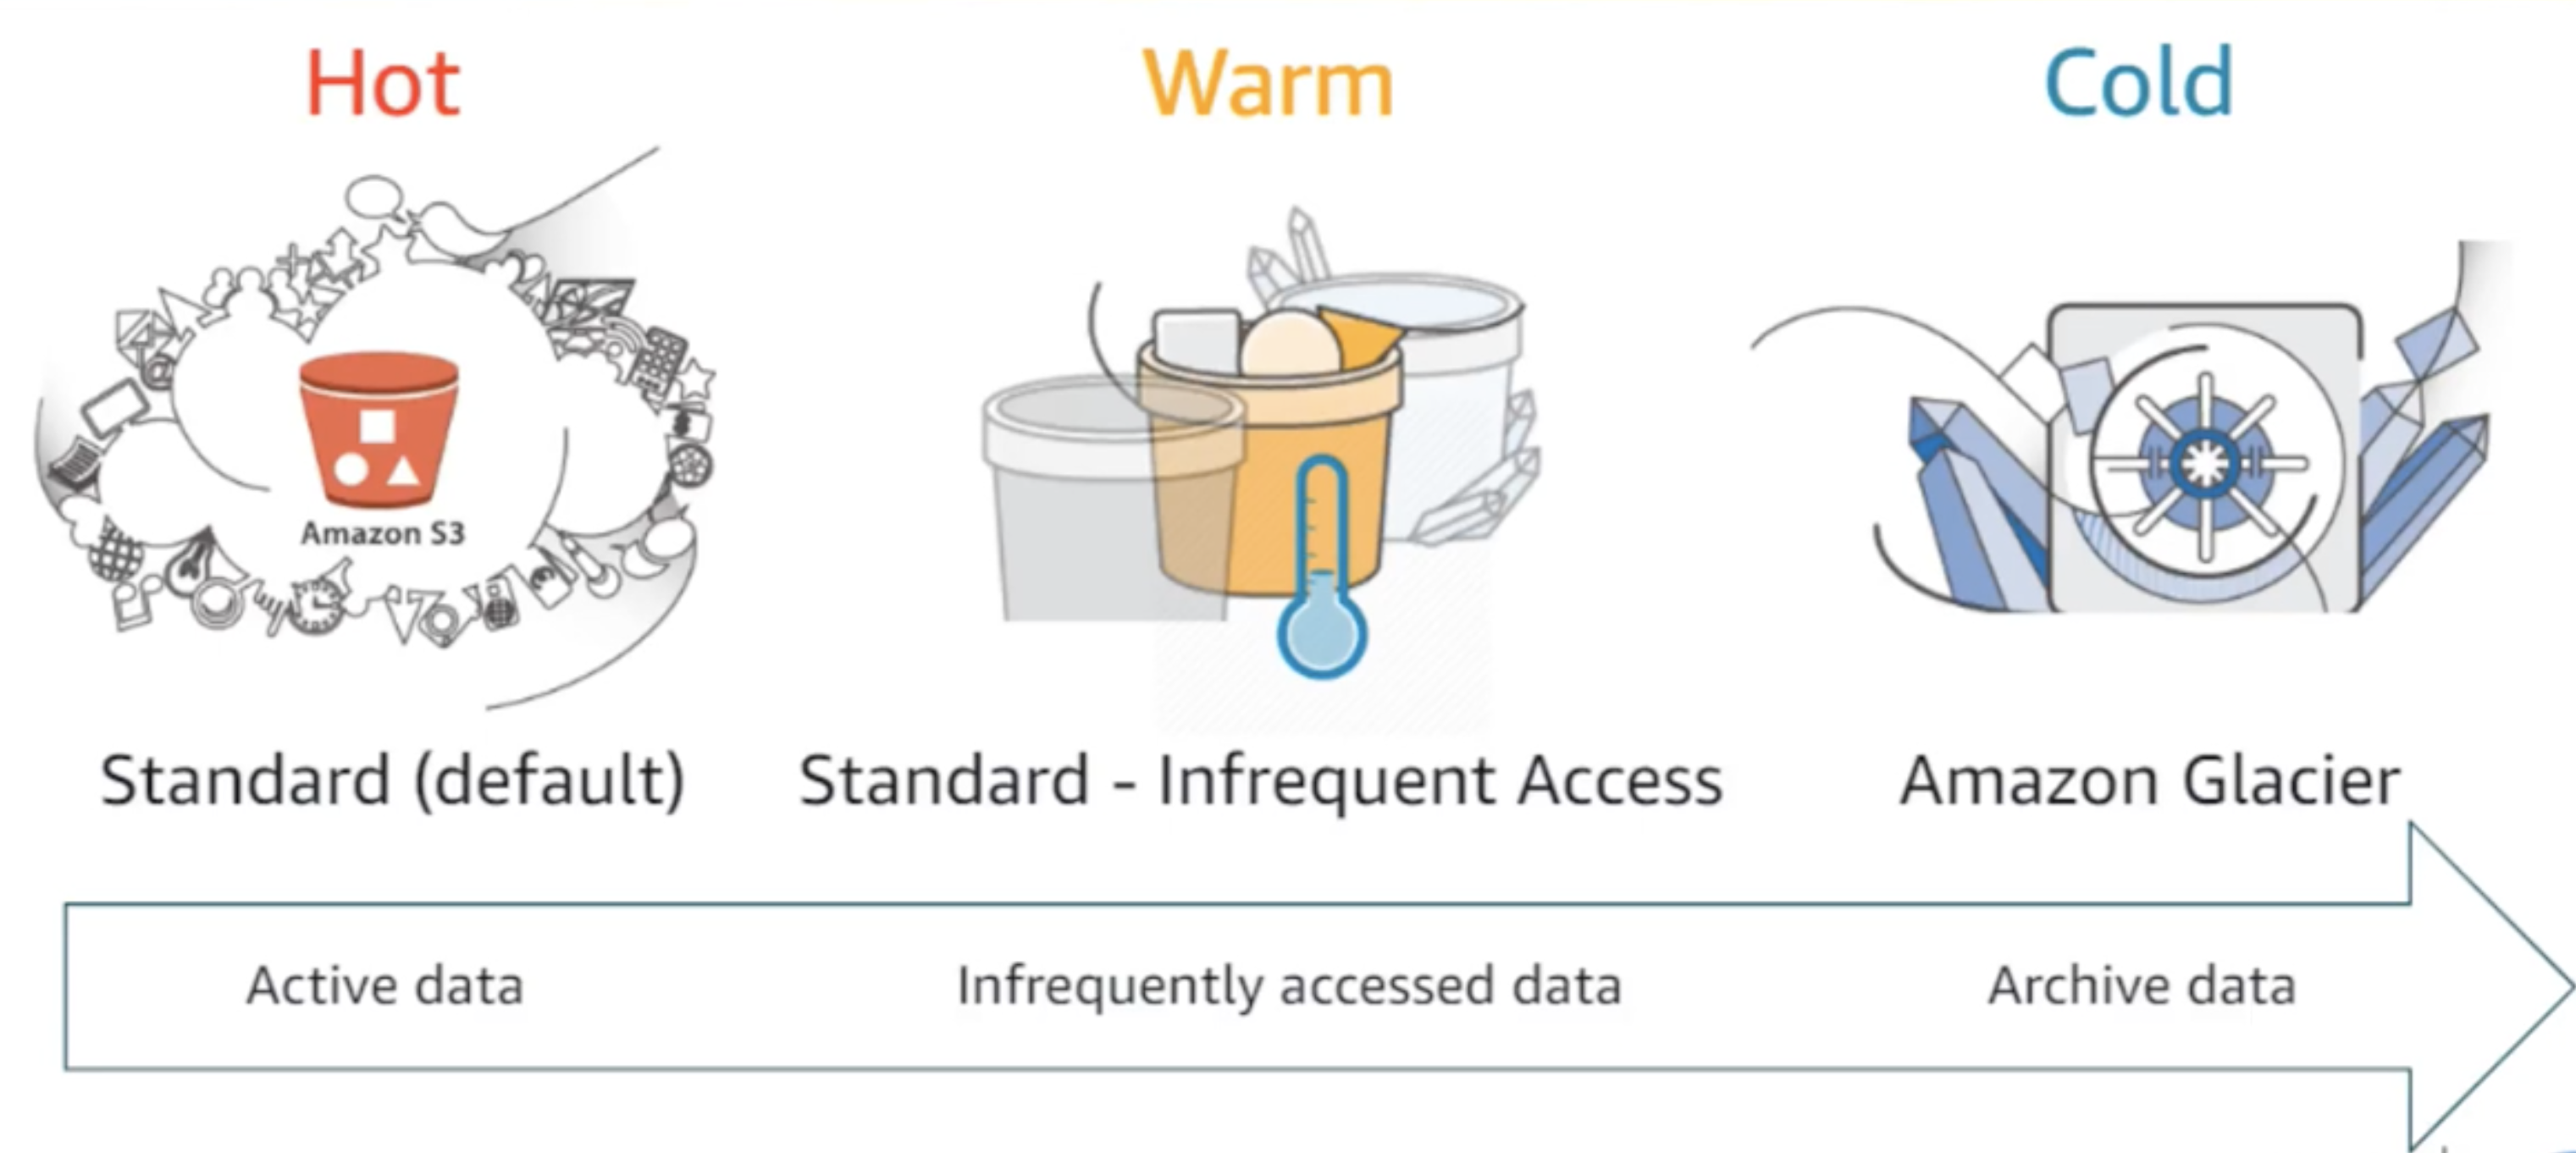 Hot
Warm
Cold
Amazon S3
Standard (default)
Standard - Infrequent Access
Amazon Glacier
Active data
Infrequently accessed data
Archive data